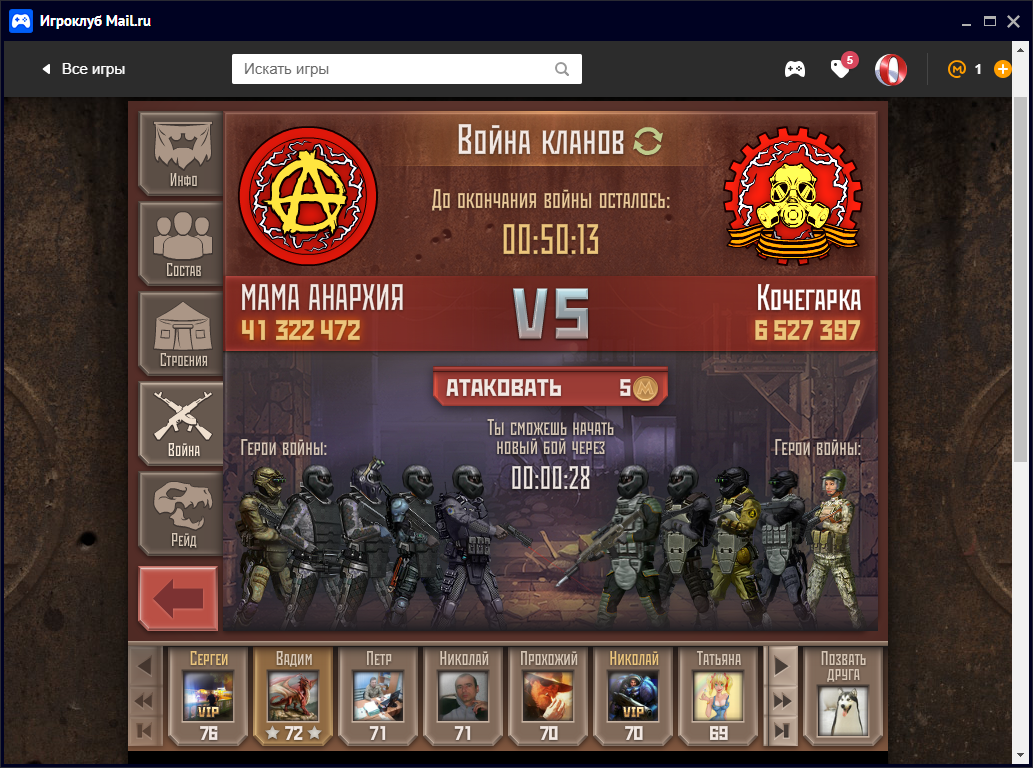 Игроклуб Mail.ru
Все игры
Искать игры
5
1
Инфо
Состав
Строения
Война
Рейд
Война кланов
До окончания войны осталось:
00:50:13
МАМА АНАРХИЯ
41 322 472
VS
Кочегарка
6 527 397
АТАКОВАТЬ 5
Ты сможешь начать
новый бой через
00:00:28
Герои войны:
Герои войны:
Сергей
VIP
76
Вадим
72
Петр
71
Николай
71
Прохожий
70
Николай
VIP
70
Татьяна
69
Позвать
друга